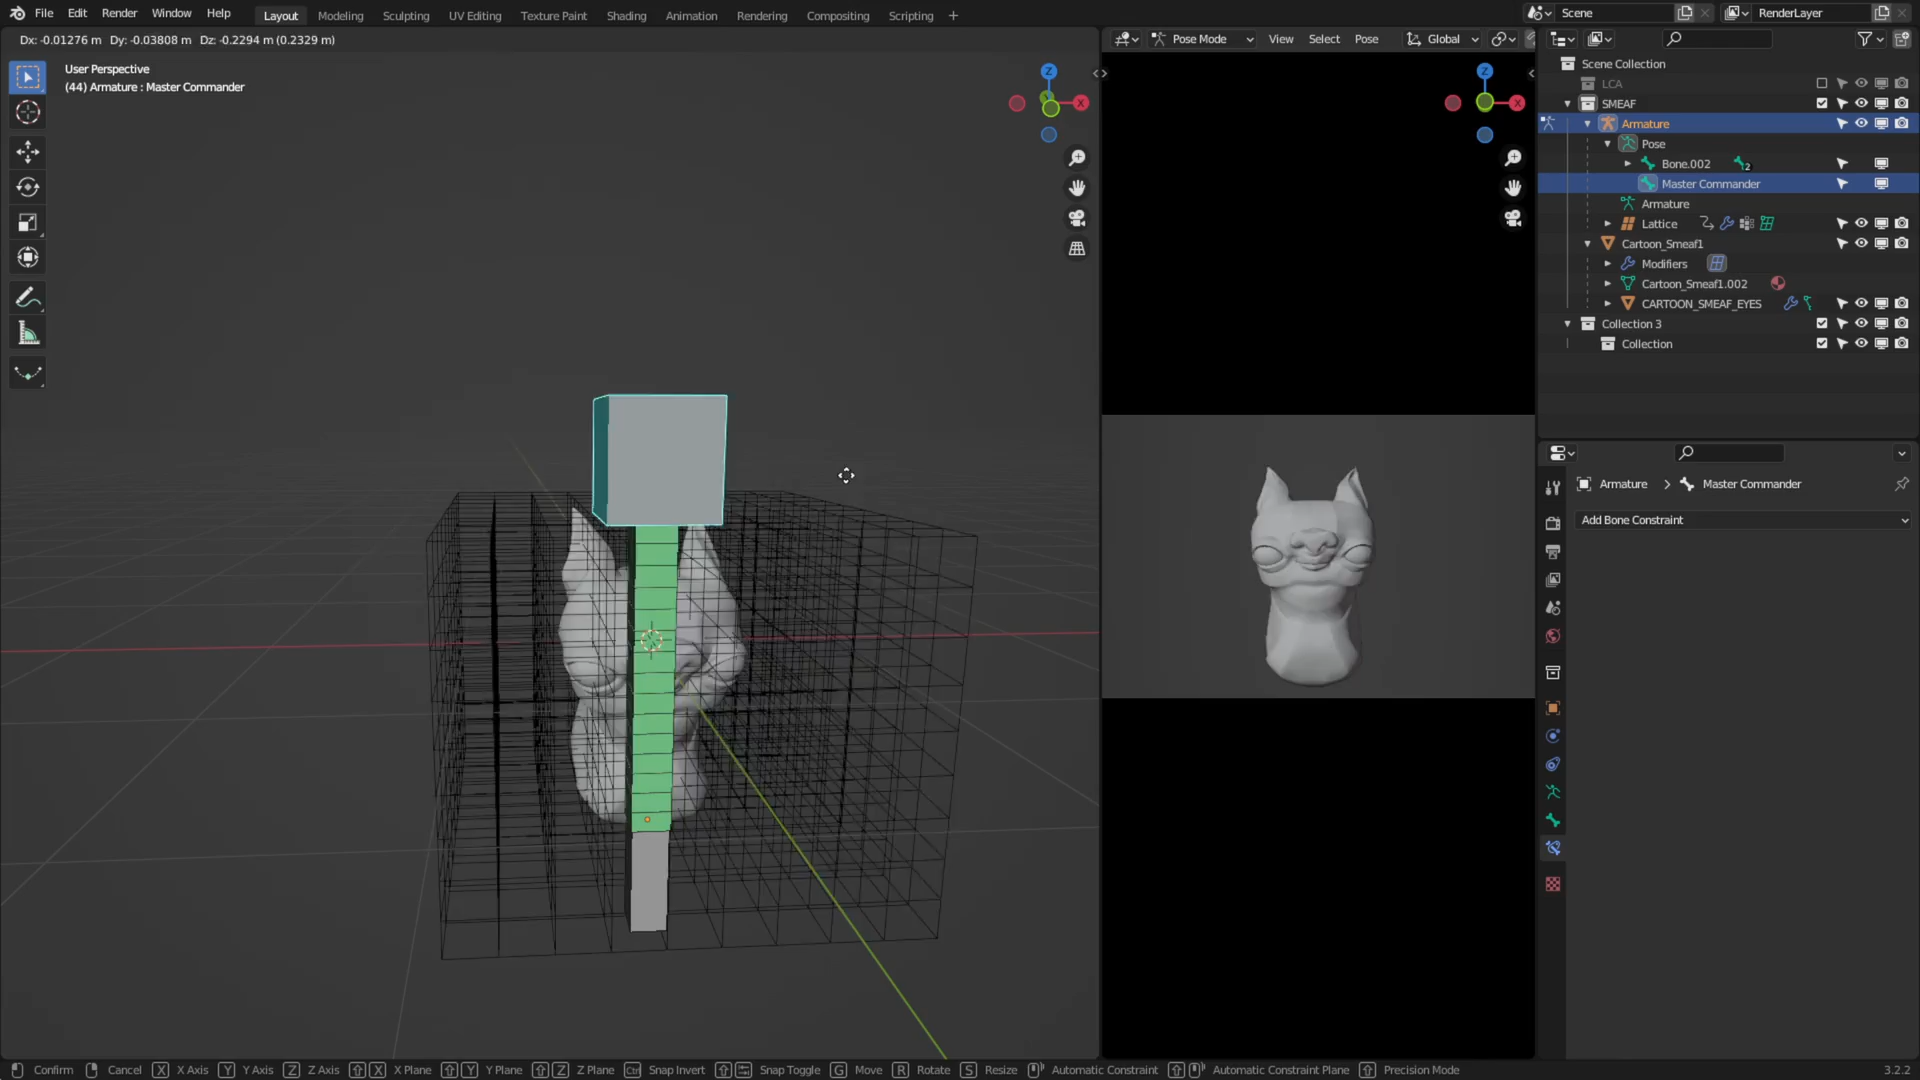 File Edit Render Window Help
Layout Modeling Sculpting UV Editing Texture Paint Shading Animation Rendering Compositing Scripting +
Scene
RenderLayer
Dx: -0.01276 m Dy: -0.03808 m Dz: -0.2294 m (0.2329 m)
User Perspective
(44) Armature : Master Commander
Z
X
Pose Mode
View Select Pose
Global
Z
X
Scene Collection
LCA
SMEAF
Armature
Pose
Bone.002
2
Master Commander
Armature
Lattice
Cartoon_Smeaf1
Modifiers
Cartoon_Smeaf1.002
CARTOON_SMEAF_EYES
Collection 3
Collection
Armature > Master Commander
Add Bone Constraint
Confirm Cancel X X Axis Y Y Axis Z Z Axis X X Plane Y Y Plane Z Z Plane Ctrl Snap Invert Snap Toggle G Move R Rotate S Resize Automatic Constraint Automatic Constraint Plane Precision Mode
3.2.2